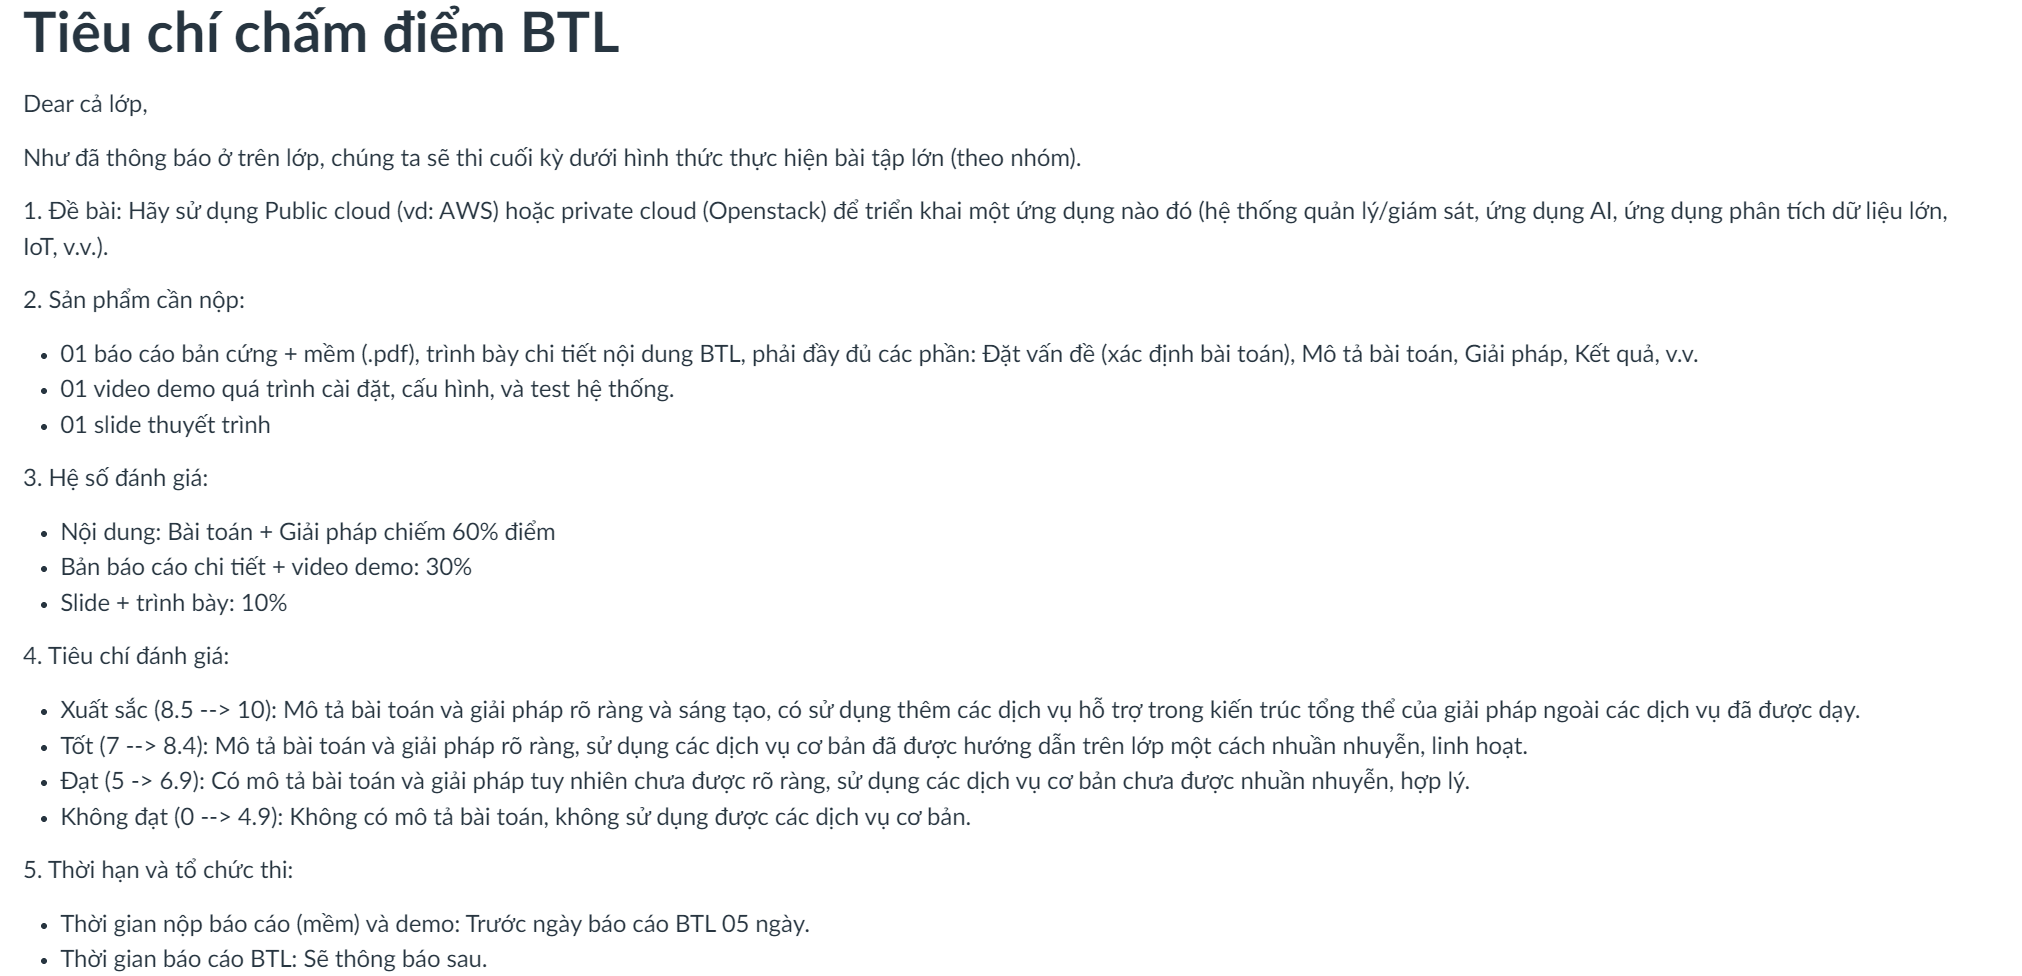 Tiêu chí chấm điểm BTL
Dear cả lớp,
Như đã thông báo ở trên lớp, chúng ta sẽ thi cuối kỳ dưới hình thức thực hiện bài tập lớn (theo nhóm).
1. Đề bài: Hãy sử dụng Public cloud (vd: AWS) hoặc private cloud (Openstack) để triển khai một ứng dụng nào đó (hệ thống quản lý/giám sát, ứng dụng AI, ứng dụng phân tích dữ liệu lớn,
IoT, v.v.).
2. Sản phẩm cần nộp:
• 01 báo cáo bản cứng + mềm (.pdf), trình bày chi tiết nội dung BTL, phải đầy đủ các phần: Đặt vấn đề (xác định bài toán), Mô tả bài toán, Giải pháp, Kết quả, v.v.
• 01 video demo quá trình cài đặt, cấu hình, và test hệ thống.
• 01 slide thuyết trình
3. Hệ số đánh giá:
• Nội dung: Bài toán + Giải pháp chiếm 60% điểm
• Bản báo cáo chi tiết + video demo: 30%
• Slide + trình bày: 10%
4. Tiêu chí đánh giá:
• Xuất sắc (8.5 --> 10): Mô tả bài toán và giải pháp rõ ràng và sáng tạo, có sử dụng thêm các dịch vụ hỗ trợ trong kiến trúc tổng thể của giải pháp ngoài các dịch vụ đã được dạy.
• Tốt (7 --> 8.4): Mô tả bài toán và giải pháp rõ ràng, sử dụng các dịch vụ cơ bản đã được hướng dẫn trên lớp một cách nhuần nhuyễn, linh hoạt.
• Đạt (5 -> 6.9): Có mô tả bài toán và giải pháp tuy nhiên chưa được rõ ràng, sử dụng các dịch vụ cơ bản chưa được nhuần nhuyễn, hợp lý.
• Không đạt (0 --> 4.9): Không có mô tả bài toán, không sử dụng được các dịch vụ cơ bản.
5. Thời hạn và tổ chức thi:
• Thời gian nộp báo cáo (mềm) và demo: Trước ngày báo cáo BTL 05 ngày.
• Thời gian báo cáo BTL: Sẽ thông báo sau.